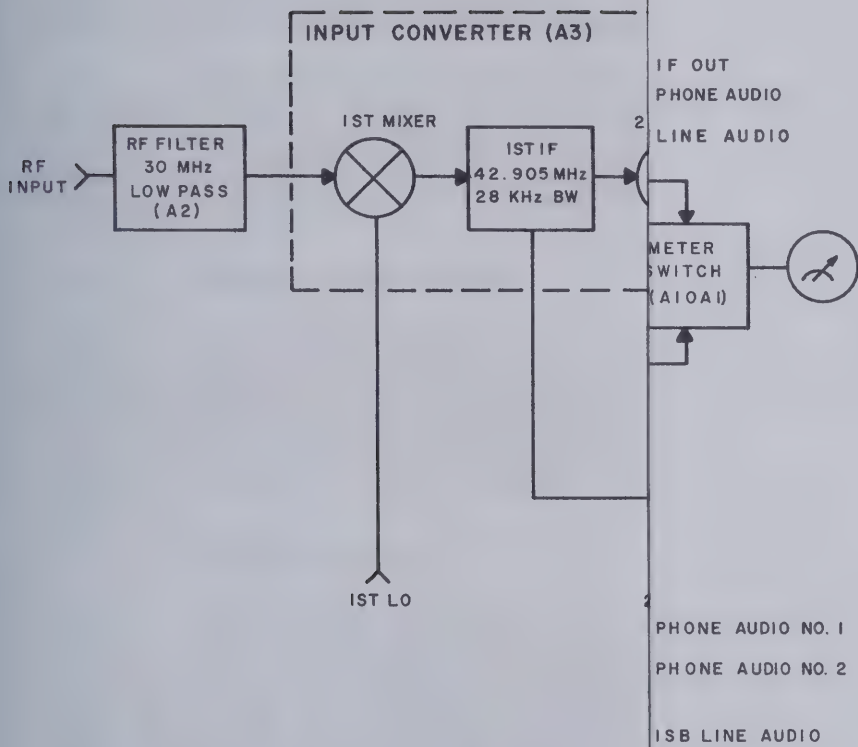 INPUT CONVERTER (A3)
IF OUT
PHONE AUDIO
2
LINE AUDIO
1ST MIXER
RF INPUT
RF FILTER
30 MHz
LOW PASS
(A2)
1ST IF
42.905 MHz
28 KHz BW
METER
SWITCH
(A10A1)
1ST LO
2
PHONE AUDIO NO. 1
PHONE AUDIO NO. 2
ISB LINE AUDIO